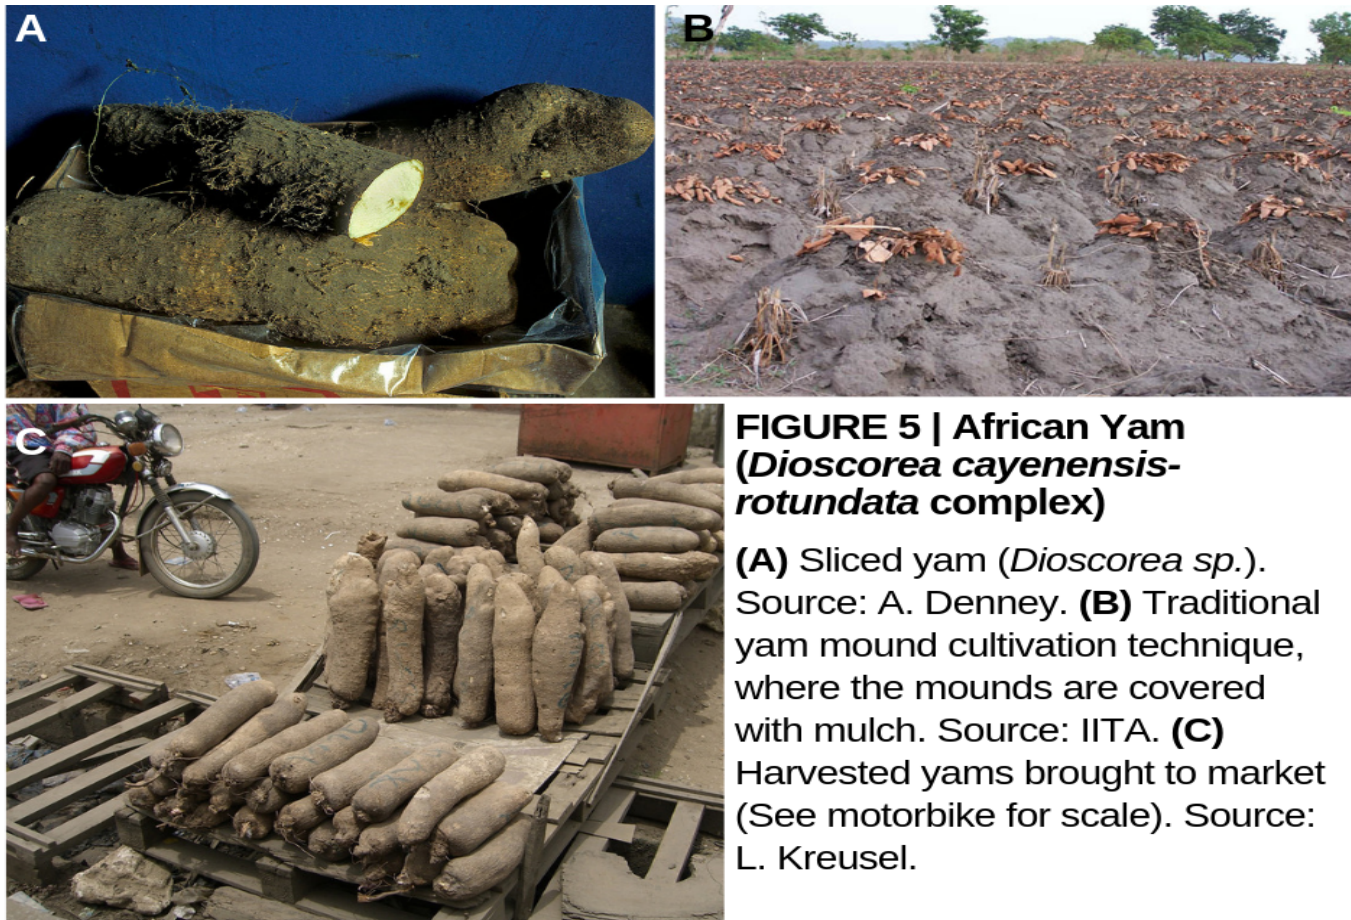 A
B
C
FIGURE 5 | African Yam
(Dioscorea cayenensis-
rotundata complex)
(A) Sliced yam (Dioscorea sp.).
Source: A. Denney. (B) Traditional
yam mound cultivation technique,
where the mounds are covered
with mulch. Source: IITA. (C)
Harvested yams brought to market
(See motorbike for scale). Source:
L. Kreusel.